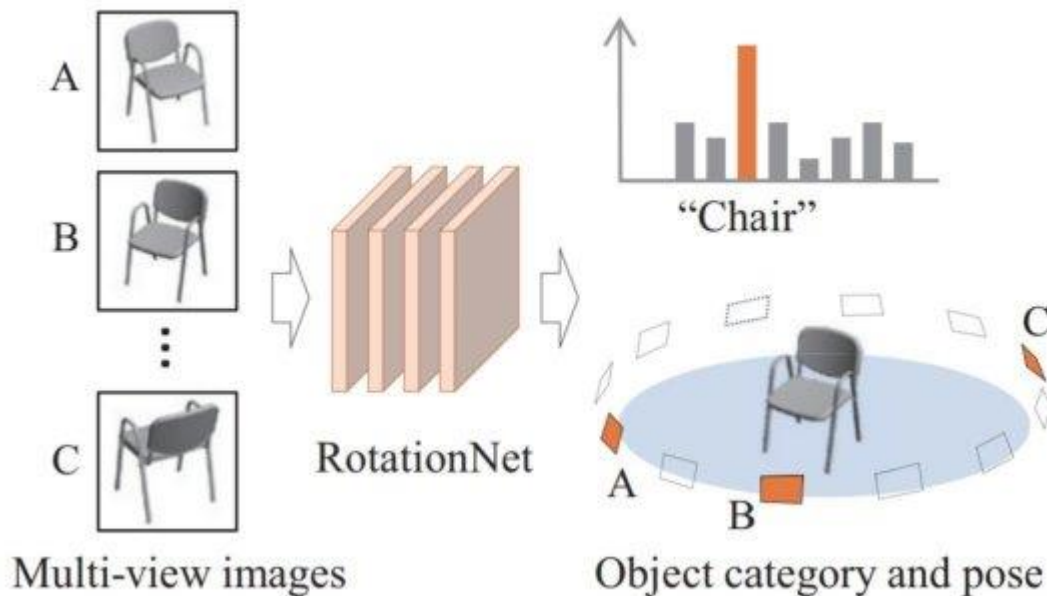 A
B
C
RotationNet
Multi-view images
“Chair”
C
A
B
Object category and pose